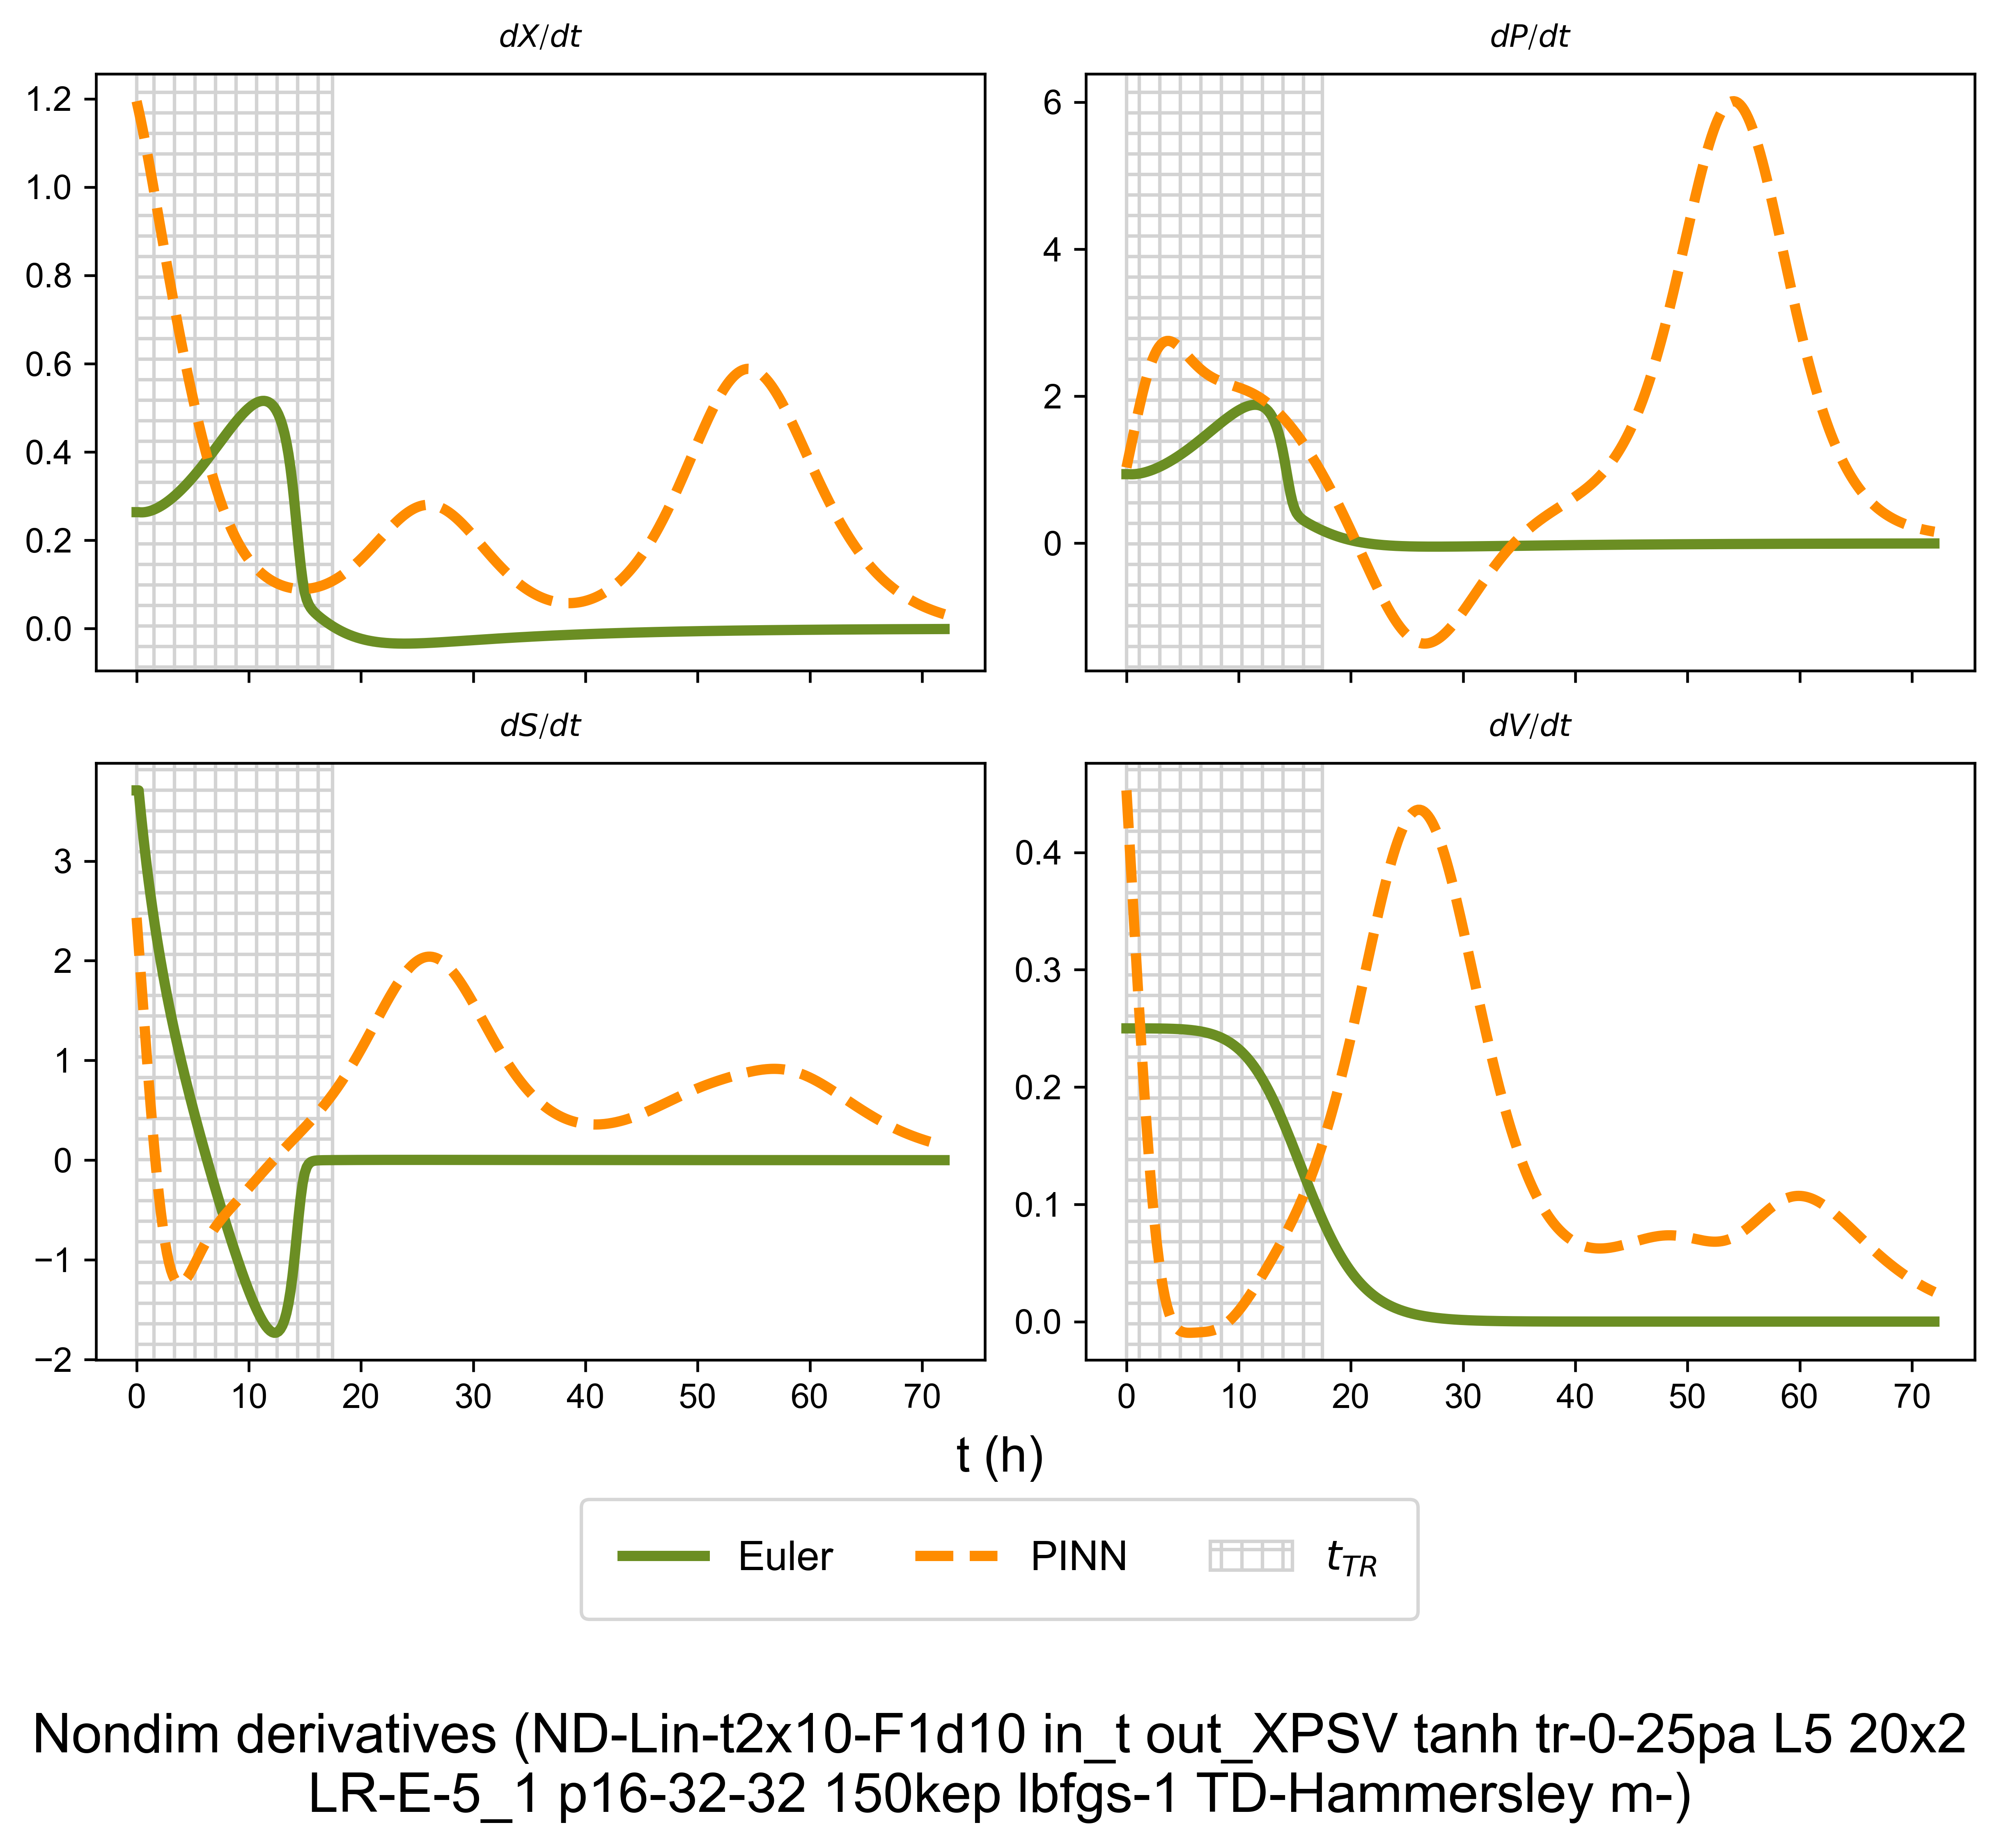 dX/dt
dP/dt
1.2
1.0
0.8
0.6
0.4
0.2
0.0
6
4
2
0
dS/dt
dV/dt
3
2
1
0
−1
−2
0.4
0.3
0.2
0.1
0.0
0 10 20 30 40 50 60 70
0 10 20 30 40 50 60 70
t (h)
Euler PINN t_TR
Nondim derivatives (ND-Lin-t2x10-F1d10 in_t out_XPSV tanh tr-0-25pa L5 20x2
LR-E-5_1 p16-32-32 150kep lbfgs-1 TD-Hammersley m-)